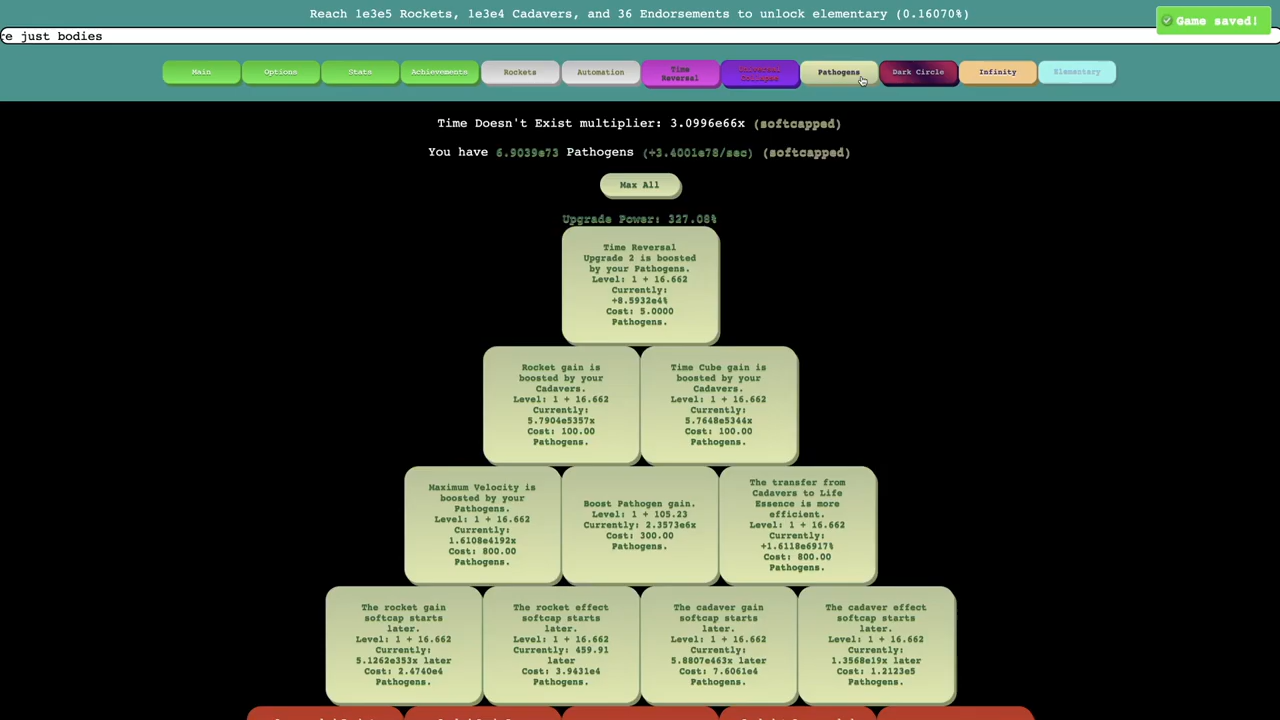 Reach 1e3e5 Rockets, 1e3e4 Cadavers, and 36 Endorsements to unlock elementary (0.16070%)
Game saved!
re just bodies
Main
Options
Stats
Achievements
Rockets
Automation
Time
Reversal
Universal
Collapse
Pathogens
Dark Circle
Infinity
Elementary
Time Doesn't Exist multiplier: 3.0996e66x (softcapped)
You have 6.9039e73 Pathogens (+3.4001e78/sec) (softcapped)
Max All
Upgrade Power: 327.08%
Time Reversal
Upgrade 2 is boosted
by your Pathogens.
Level: 1 + 16.662
Currently:
+8.5932e4%
Cost: 5.0000
Pathogens.
Rocket gain is
boosted by your
Cadavers.
Level: 1 + 16.662
Currently:
5.7904e5357x
Cost: 100.00
Pathogens.
Time Cube gain is
boosted by your
Cadavers.
Level: 1 + 16.662
Currently:
5.7648e5344x
Cost: 100.00
Pathogens.
Maximum Velocity is
boosted by your
Pathogens.
Level: 1 + 16.662
Currently:
1.6108e4192x
Cost: 800.00
Pathogens.
Boost Pathogen gain.
Level: 1 + 105.23
Currently: 2.3573e6x
Cost: 300.00
Pathogens.
The transfer from
Cadavers to Life
Essence is more
efficient.
Level: 1 + 16.662
Currently:
+1.6118e6917%
Cost: 800.00
Pathogens.
The rocket gain
softcap starts
later.
Level: 1 + 16.662
Currently:
5.1262e353x later
Cost: 2.4740e4
Pathogens.
The rocket effect
softcap starts
later.
Level: 1 + 16.662
Currently: 459.91
later
Cost: 3.9431e4
Pathogens.
The cadaver gain
softcap starts
later.
Level: 1 + 16.662
Currently:
5.8807e463x later
Cost: 7.6061e4
Pathogens.
The cadaver effect
softcap starts
later.
Level: 1 + 16.662
Currently:
1.3568e19x later
Cost: 1.2123e5
Pathogens.